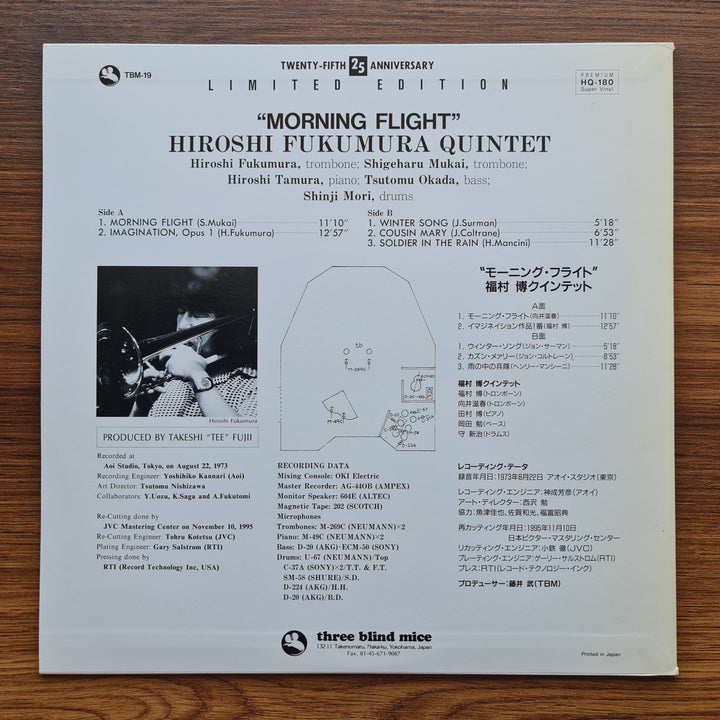 TBM-19
TWENTY-FIFTH 25 ANNIVERSARY
LIMITED EDITION
PREMIUM
HQ-180
Super Vinyl
"MORNING FLIGHT"
HIROSHI FUKUMURA QUINTET
Hiroshi Fukumura, trombone; Shigeharu Mukai, trombone;
Hiroshi Tamura, piano; Tsutomu Okada, bass;
Shinji Mori, drums
Side A
1. MORNING FLIGHT (S.Mukai) 11'10"
2. IMAGINATION, Opus 1 (H.Fukumura) 12'57"
Side B
1. WINTER SONG (J.Surman) 5'18"
2. COUSIN MARY (J.Coltrane) 6'53"
3. SOLDIER IN THE RAIN (H.Mancini) 11'28"
Hiroshi Fukumura
PRODUCED BY TAKESHI "TEE" FUJII
Recorded at
Aoi Studio, Tokyo, on August 22, 1973
Recording Engineer: Yoshihiko Kannari (Aoi)
Art Director: Tsutomu Nishizawa
Collaborators: Y.Uozu, K.Saga and A.Fukutomi
Re-Cutting done by
JVC Mastering Center on November 10, 1995
Re-Cutting Engineer: Tohru Kotetsu (JVC)
Plating Engineer: Gary Salstrom (RTI)
Pressing done by
RTI (Record Technology Inc, USA)
tb
M-269C
M-49C
D-224
RECORDING DATA
Mixing Console: OKI Electric
Master Recorder: AG-440B (AMPEX)
Monitor Speaker: 604E (ALTEC)
Magnetic Tape: 202 (SCOTCH)
Microphones
Trombones: M-269C (NEUMANN)×2
Piano: M-49C (NEUMANN)×2
Bass: D-20 (AKG)・ECM-50 (SONY)
Drums: U-67 (NEUMANN) Top
C-37A (SONY)×2/T.T. & F.T.
SM-58 (SHURE)/S.D.
D-224 (AKG)/H.H.
D-20 (AKG)/B.D.
"モーニング・フライト"
福村 博クインテット
A面
1. モーニング・フライト(向井滋春) 11'10"
2. イマジネイション作品1番(福村 博) 12'57"
B面
1. ウィンター・ソング(ジョン・サーマン) 5'18"
2. カズン・メァリー(ジョン・コルトレーン) 6'53"
3. 雨の中の兵隊(ヘンリー・マンシーニ) 11'28"
福村 博クインテット
福村 博(トロンボーン)
向井滋春(トロンボーン)
田村 博(ピアノ)
岡田 勉(ベース)
守 新治(ドラムス)
レコーディング・データ
録音年月日:1973年8月22日 アオイ・スタジオ(東京)
レコーディング・エンジニア:神成芳彦(アオイ)
アート・ディレクター:西沢 勉
協力:魚津佳也、佐賀和光、福冨昭典
再カッティング年月日:1995年11月10日
日本ビクター・マスタリング・センター
リカッティング・エンジニア:小鉄 徹(JVC)
プレーティング・エンジニア:ゲーリー・サルストロム(RTI)
プレス:RTI(レコード・テクノロジー・インク)
プロデューサー:藤井 武(TBM)
three blind mice
132-11 Takenomaru, Naka-ku, Yokohama, Japan
Fax. 81-45-671-9087
Printed in Japan